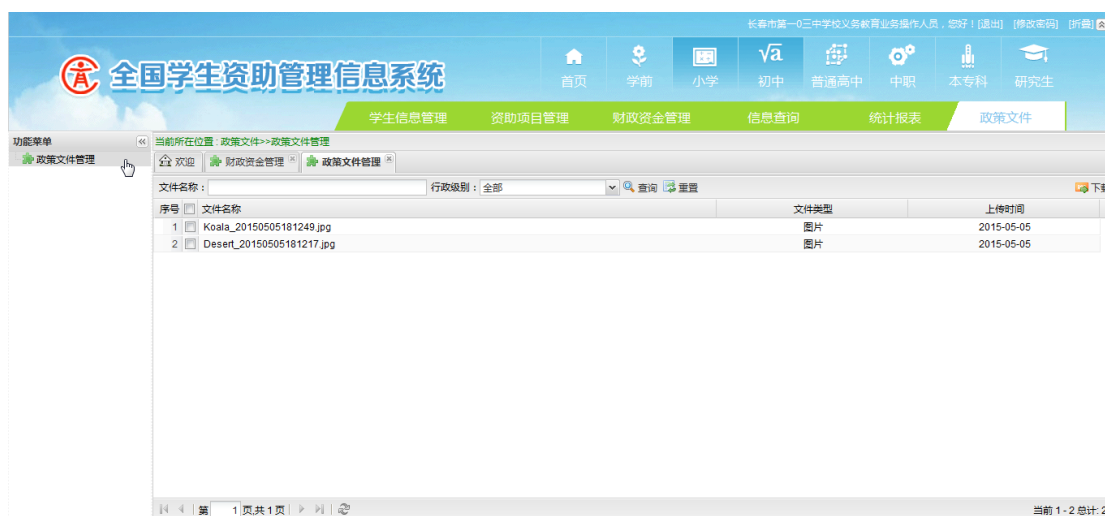 长春市第一0三中学校义务教育业务操作人员，您好！[退出] [修改密码] [折叠]
全国学生资助管理信息系统
首页 学前 小学 初中 普通高中 中职 本专科 研究生
学生信息管理 资助项目管理 财政资金管理 信息查询 统计报表 政策文件
功能菜单 当前所在位置：政策文件>>政策文件管理
政策文件管理 欢迎 财政资金管理 政策文件管理
文件名称： 行政级别： 全部 查询 重置 下载
序号 文件名称 文件类型 上传时间
1 Koala_20150505181249.jpg 图片 2015-05-05
2 Desert_20150505181217.jpg 图片 2015-05-05
第 1 页,共 1 页 当前 1 - 2 总计: 2